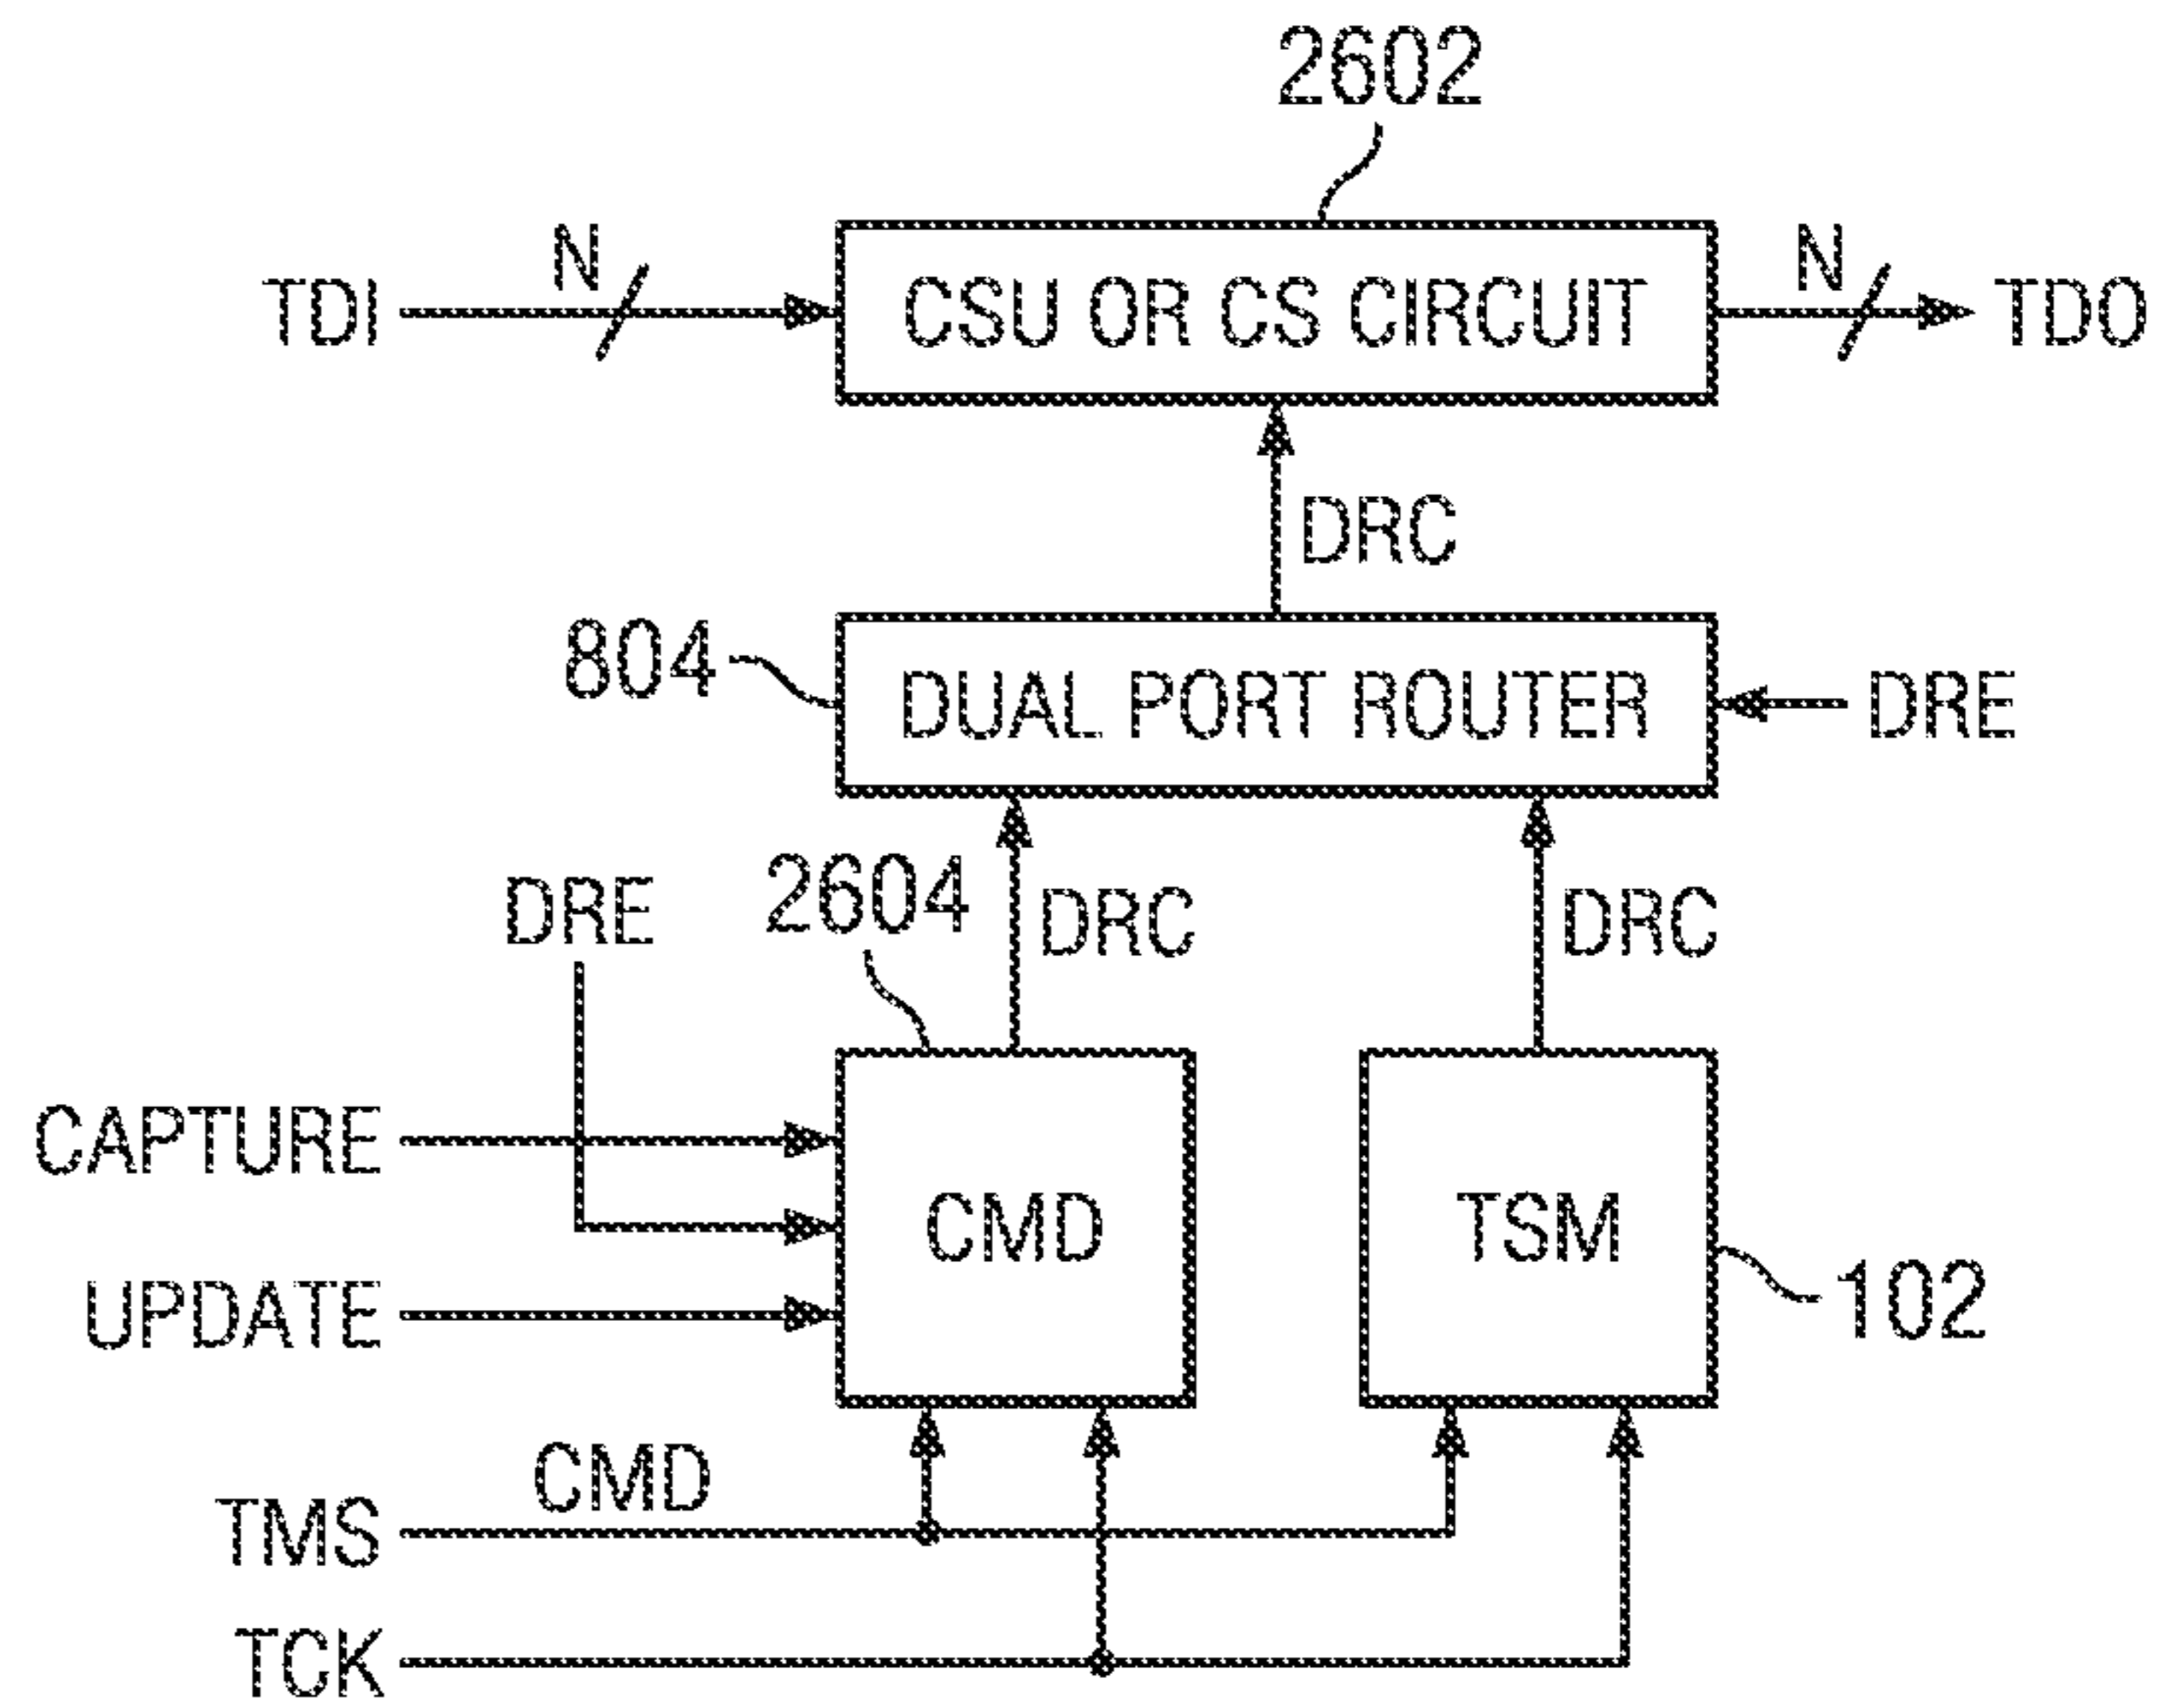 2602
N
N
TDI
CSU OR CS CIRCUIT
TDO
DRC
804
DUAL PORT ROUTER
DRE
DRE
2604
DRC
DRC
CAPTURE
CMD
TSM
UPDATE
102
CMD
TMS
TCK